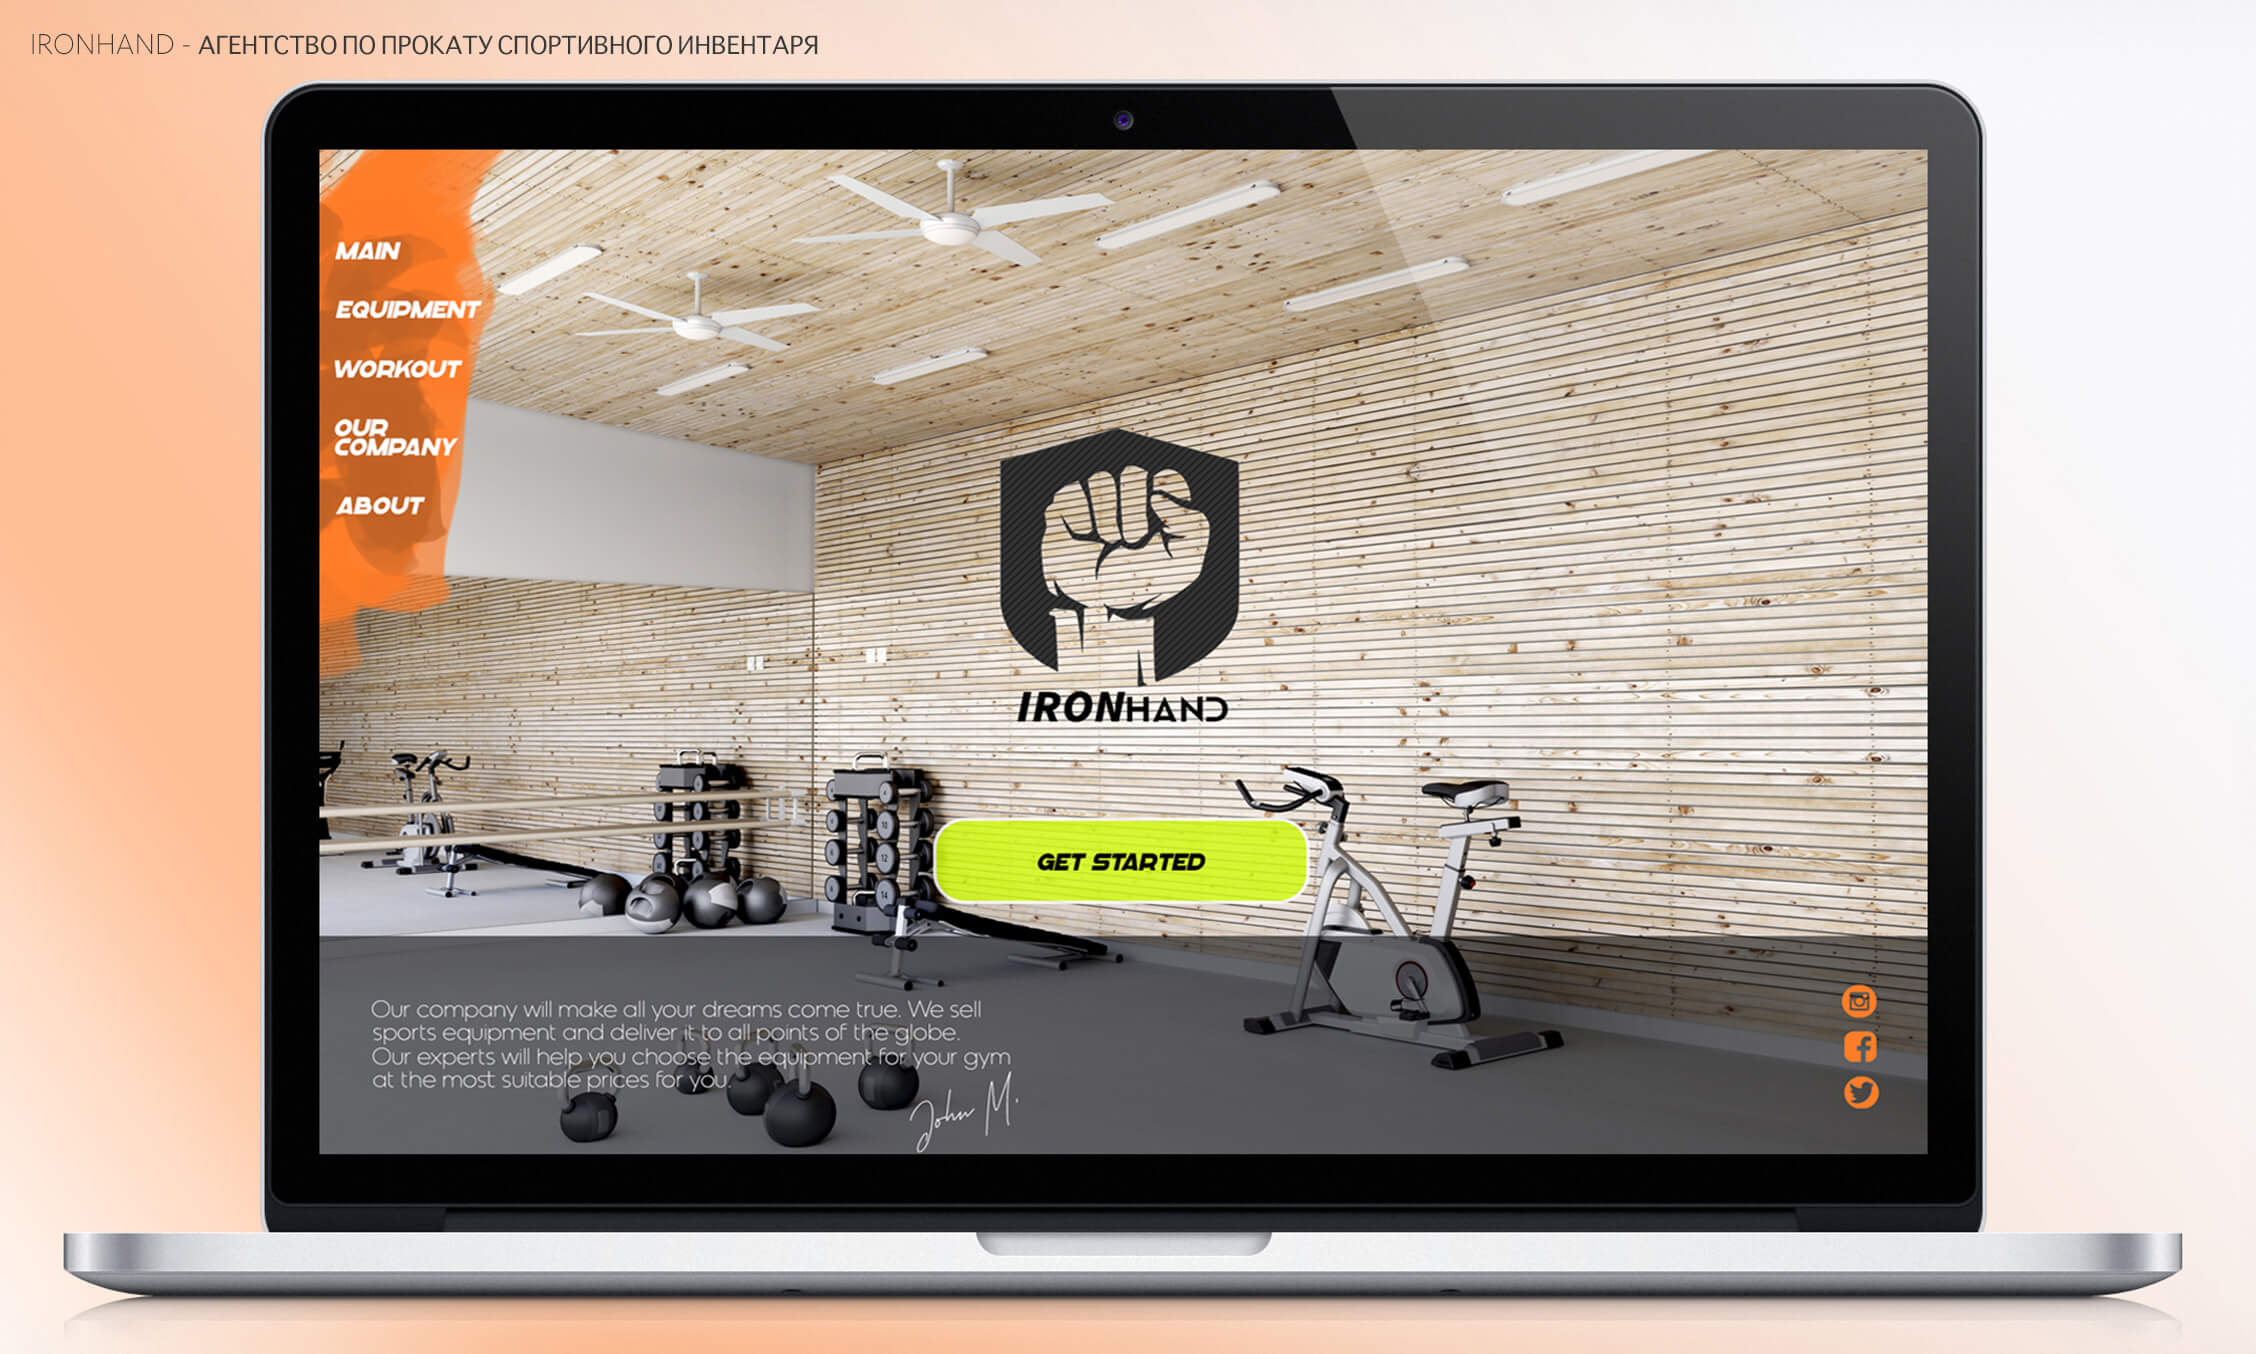 IRONHAND - АГЕНТСТВО ПО ПРОКАТУ СПОРТИВНОГО ИНВЕНТАРЯ
MAIN
EQUIPMENT
WORKOUT
OUR
COMPANY
ABOUT
IRONHAND
GET STARTED
Our company will make all your dreams come true. We sell
sports equipment and deliver it to all points of the globe.
Our experts will help you choose the equipment for your gym
at the most suitable prices for you.
John M.